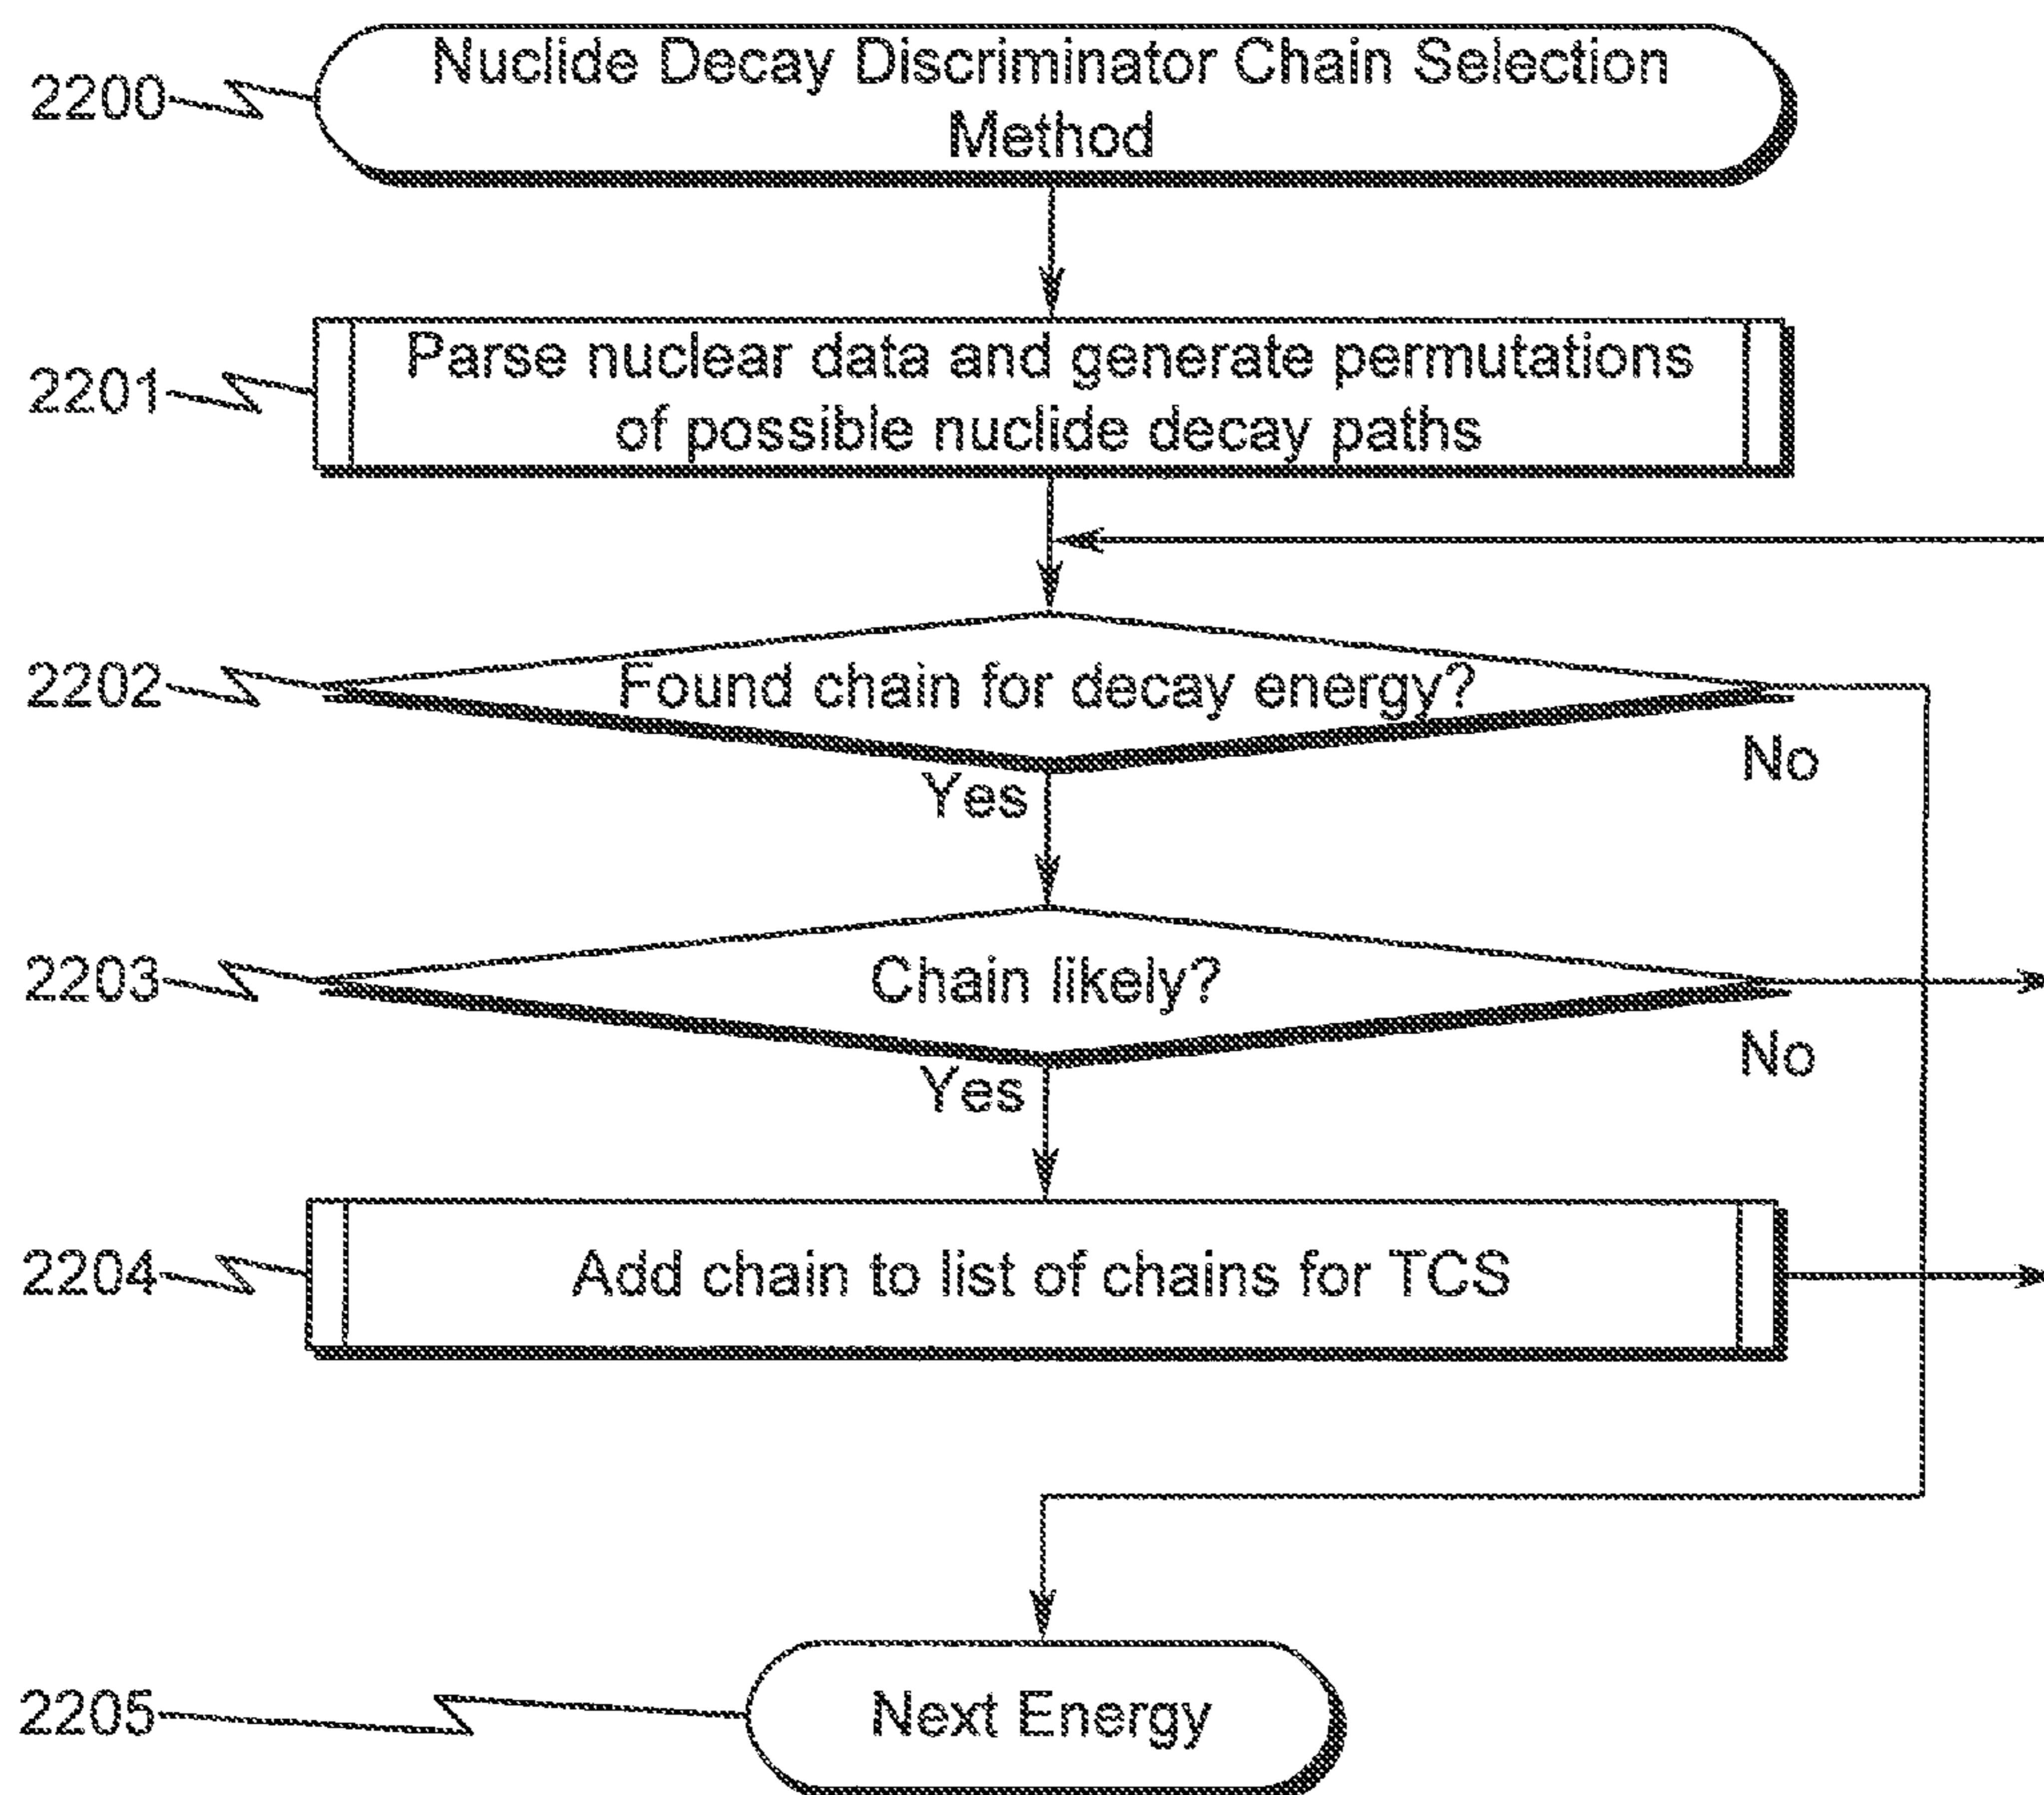 2200
Nuclide Decay Discriminator Chain Selection
Method
2201
Parse nuclear data and generate permutations
of possible nuclide decay paths
2202
Found chain for decay energy?
No
Yes
2203
Chain likely?
No
Yes
2204
Add chain to list of chains for TCS
2205
Next Energy